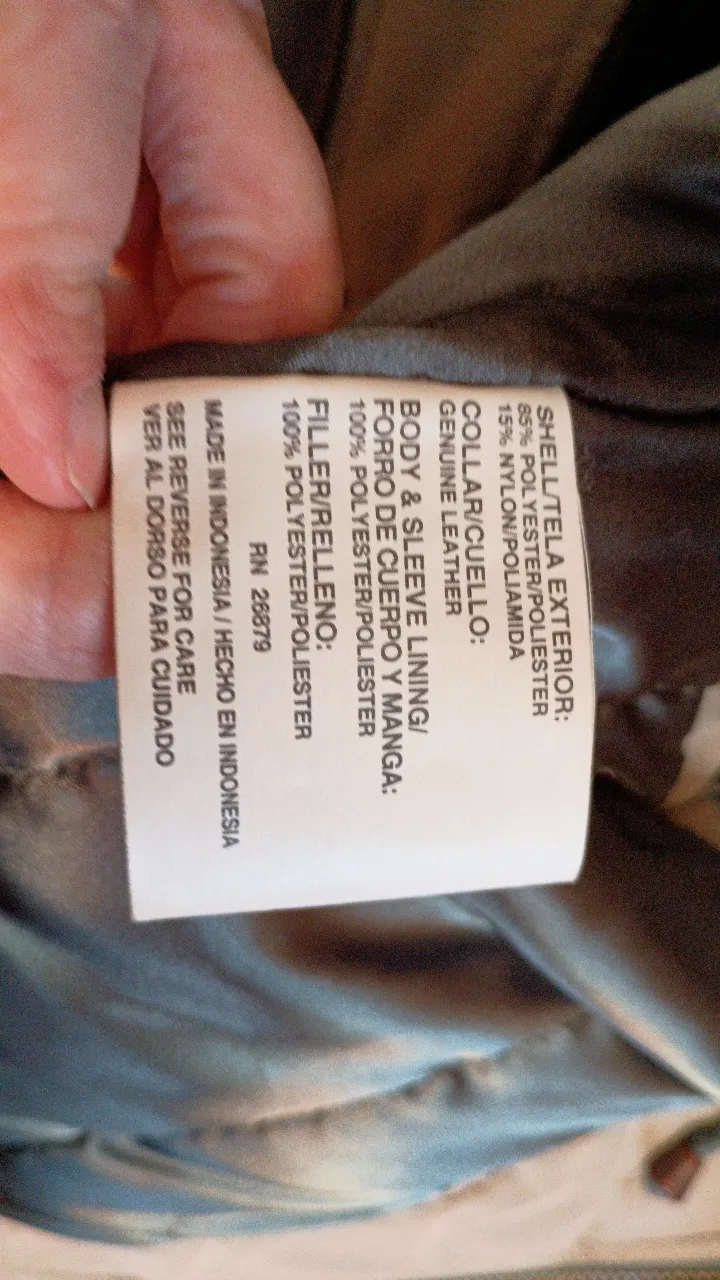 SHELL/TELA EXTERIOR:
85% POLYESTER/POLIESTER
15% NYLON/POLIAMIDA
COLLAR/CUELLO:
GENUINE LEATHER
BODY & SLEEVE LINING/
FORRO DE CUERPO Y MANGA:
100% POLYESTER/POLIESTER
FILLER/RELLENO:
100% POLYESTER/POLIESTER
RN 26879
MADE IN INDONESIA / HECHO EN INDONESIA
SEE REVERSE FOR CARE
VER AL DORSO PARA CUIDADO